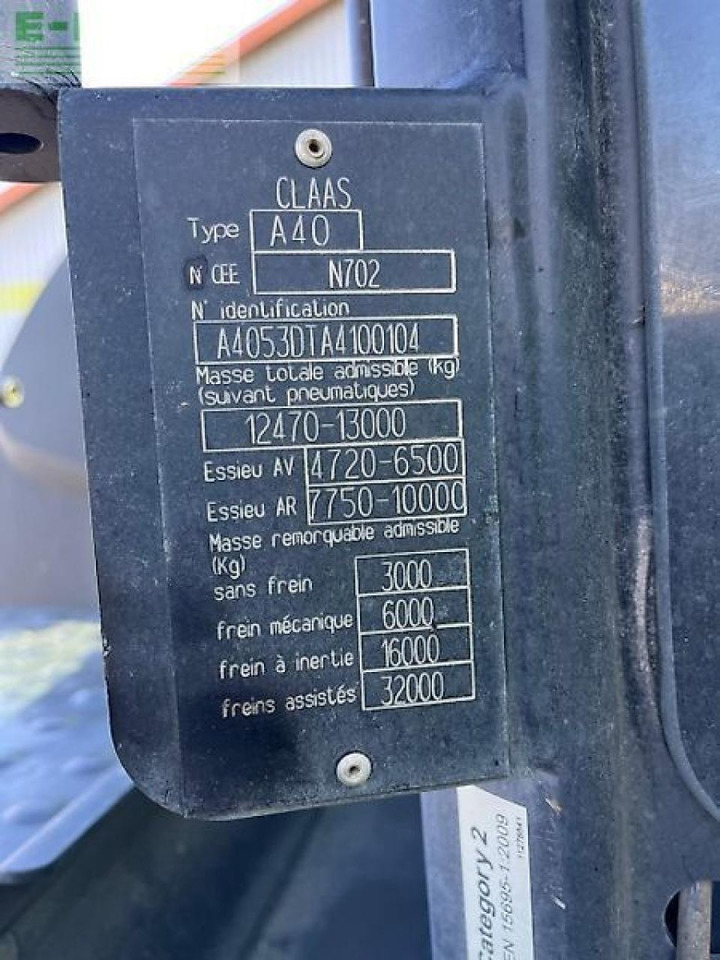 CLAAS
Type A40
N° CEE N702
N° identification
A4053DTA4100104
Masse totale admissible (kg)
(suivant pneumatiques)
12470-13000
Essieu AV 4720-6500
Essieu AR 7750-10000
Masse remorquable admissible
(Kg)
sans frein 3000
frein mécanique 6000
frein à inertie 16000
freins assistés 32000
Category 2
EN 15695-1:2009